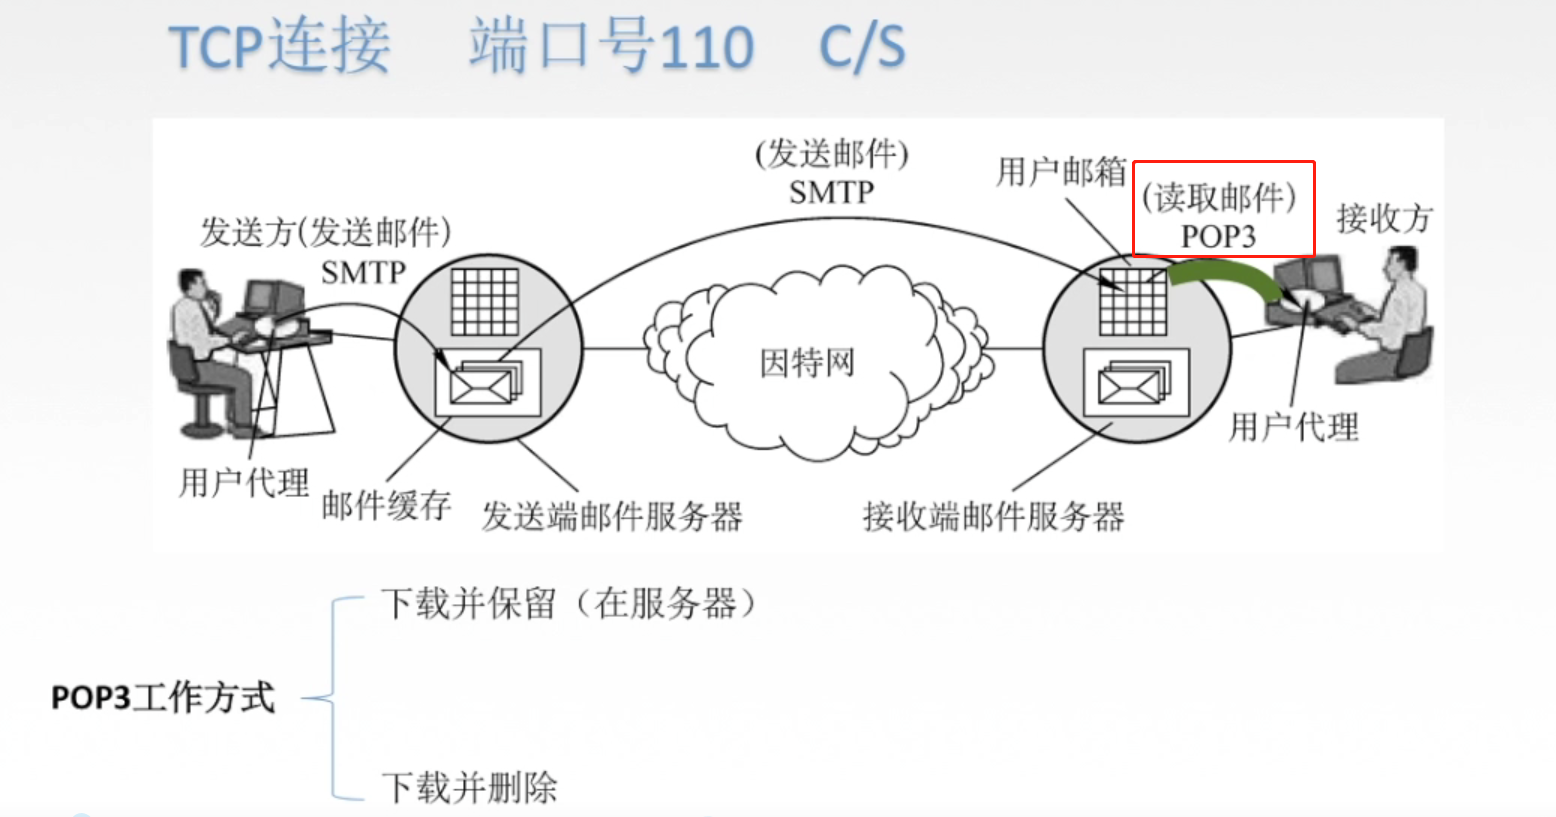 TCP连接 端口号110 C/S
(发送邮件)
SMTP
用户邮箱
(读取邮件)
POP3
接收方
发送方(发送邮件)
SMTP
因特网
用户代理
用户代理
邮件缓存
发送端邮件服务器
接收端邮件服务器
下载并保留（在服务器）
POP3工作方式
下载并删除